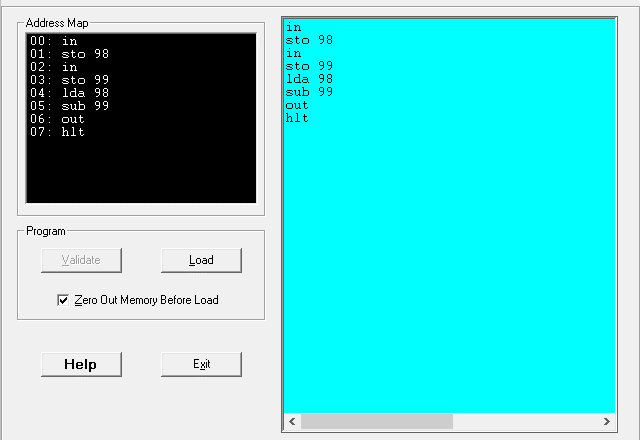 Address Map
00: in
01: sto 98
02: in
03: sto 99
04: lda 98
05: sub 99
06: out
07: hlt
Program
Validate
Load
Zero Out Memory Before Load
Help
Exit
in
sto 98
in
sto 99
lda 98
sub 99
out
hlt